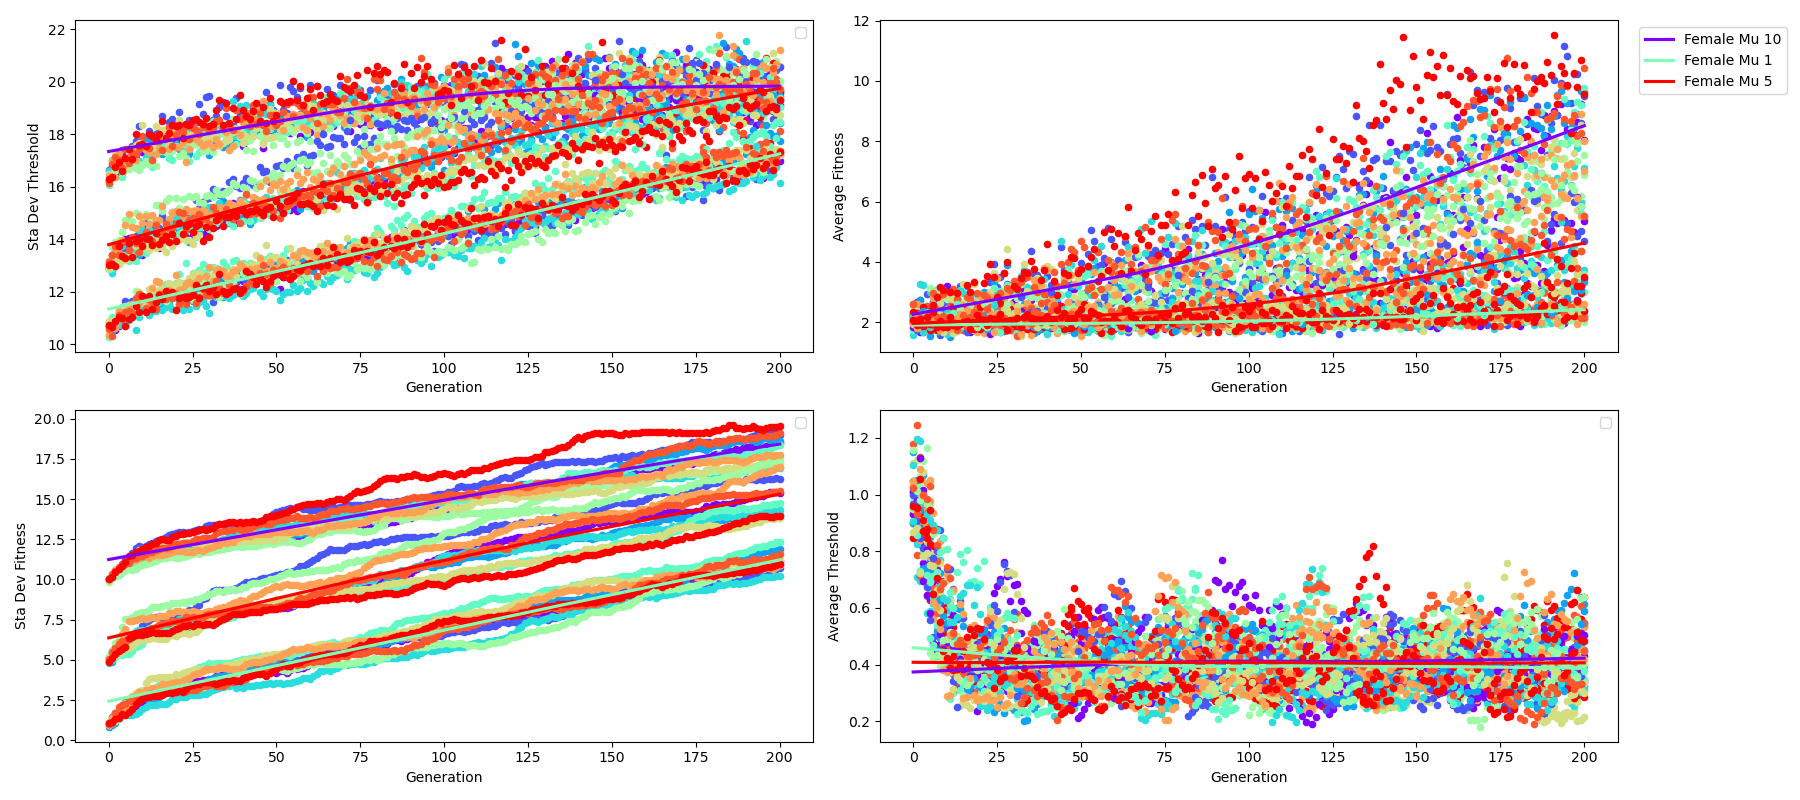 22
20
18
16
14
12
10
Sta Dev Threshold
0 25 50 75 100 125 150 175 200
Generation
12
10
8
6
4
2
Average Fitness
0 25 50 75 100 125 150 175 200
Generation
Female Mu 10
Female Mu 1
Female Mu 5
20.0
17.5
15.0
12.5
10.0
7.5
5.0
2.5
0.0
Sta Dev Fitness
0 25 50 75 100 125 150 175 200
Generation
1.2
1.0
0.8
0.6
0.4
0.2
Average Threshold
0 25 50 75 100 125 150 175 200
Generation